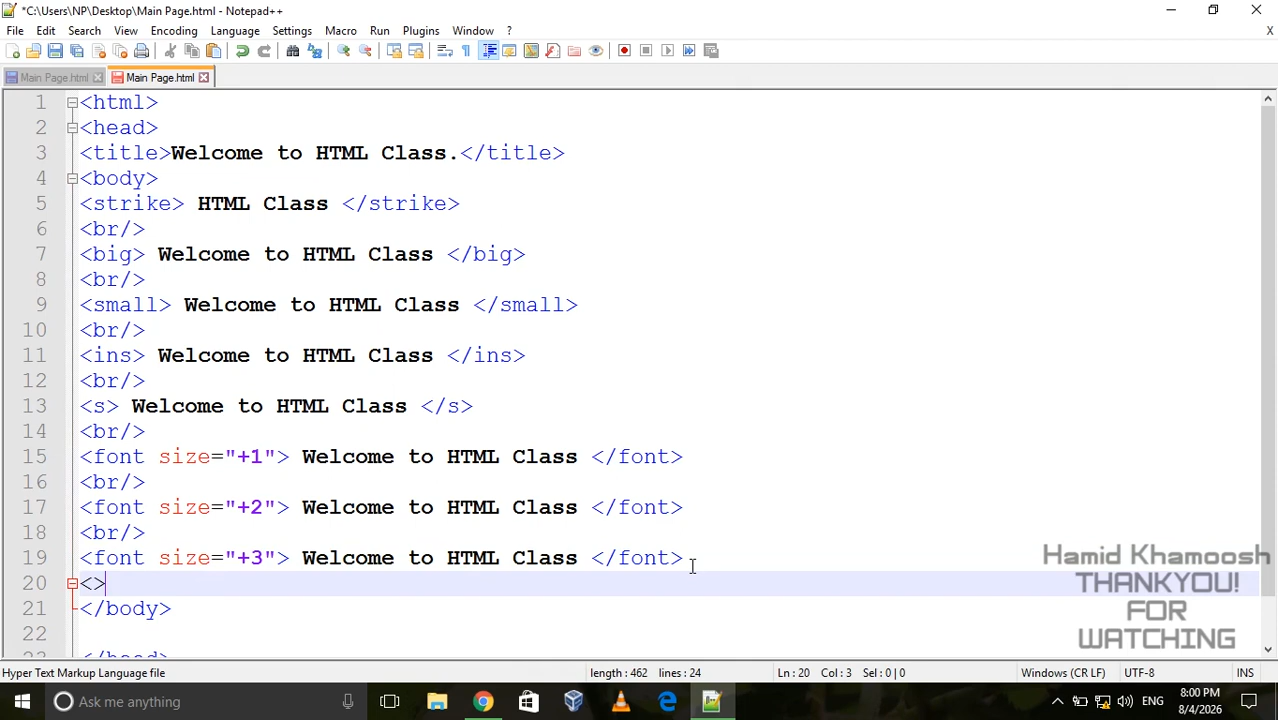 *C:\Users\NP\Desktop\Main Page.html - Notepad++
File Edit Search View Encoding Language Settings Macro Run Plugins Window ? X
Main Page.html Main Page.html
1 <html>
2 <head>
3 <title>Welcome to HTML Class.</title>
4 <body>
5 <strike> HTML Class </strike>
6 <br/>
7 <big> Welcome to HTML Class </big>
8 <br/>
9 <small> Welcome to HTML Class </small>
10 <br/>
11 <ins> Welcome to HTML Class </ins>
12 <br/>
13 <s> Welcome to HTML Class </s>
14 <br/>
15 <font size="+1"> Welcome to HTML Class </font>
16 <br/>
17 <font size="+2"> Welcome to HTML Class </font>
18 <br/>
19 <font size="+3"> Welcome to HTML Class </font>
20 <>
21 </body>
22
23 </head>
Hamid Khamoosh
THANKYOU!
FOR
WATCHING
Hyper Text Markup Language file length : 462 lines : 24 Ln : 20 Col : 3 Sel : 0 | 0 Windows (CR LF) UTF-8 INS
Ask me anything ENG 8:00 PM
8/4/2026